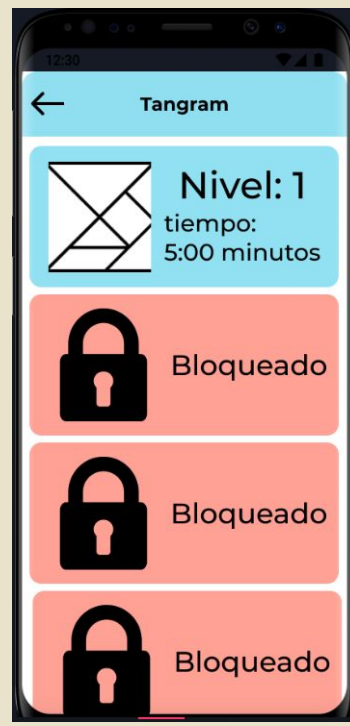 12:30
Tangram
Nivel: 1
tiempo:
5:00 minutos
Bloqueado
Bloqueado
Bloqueado